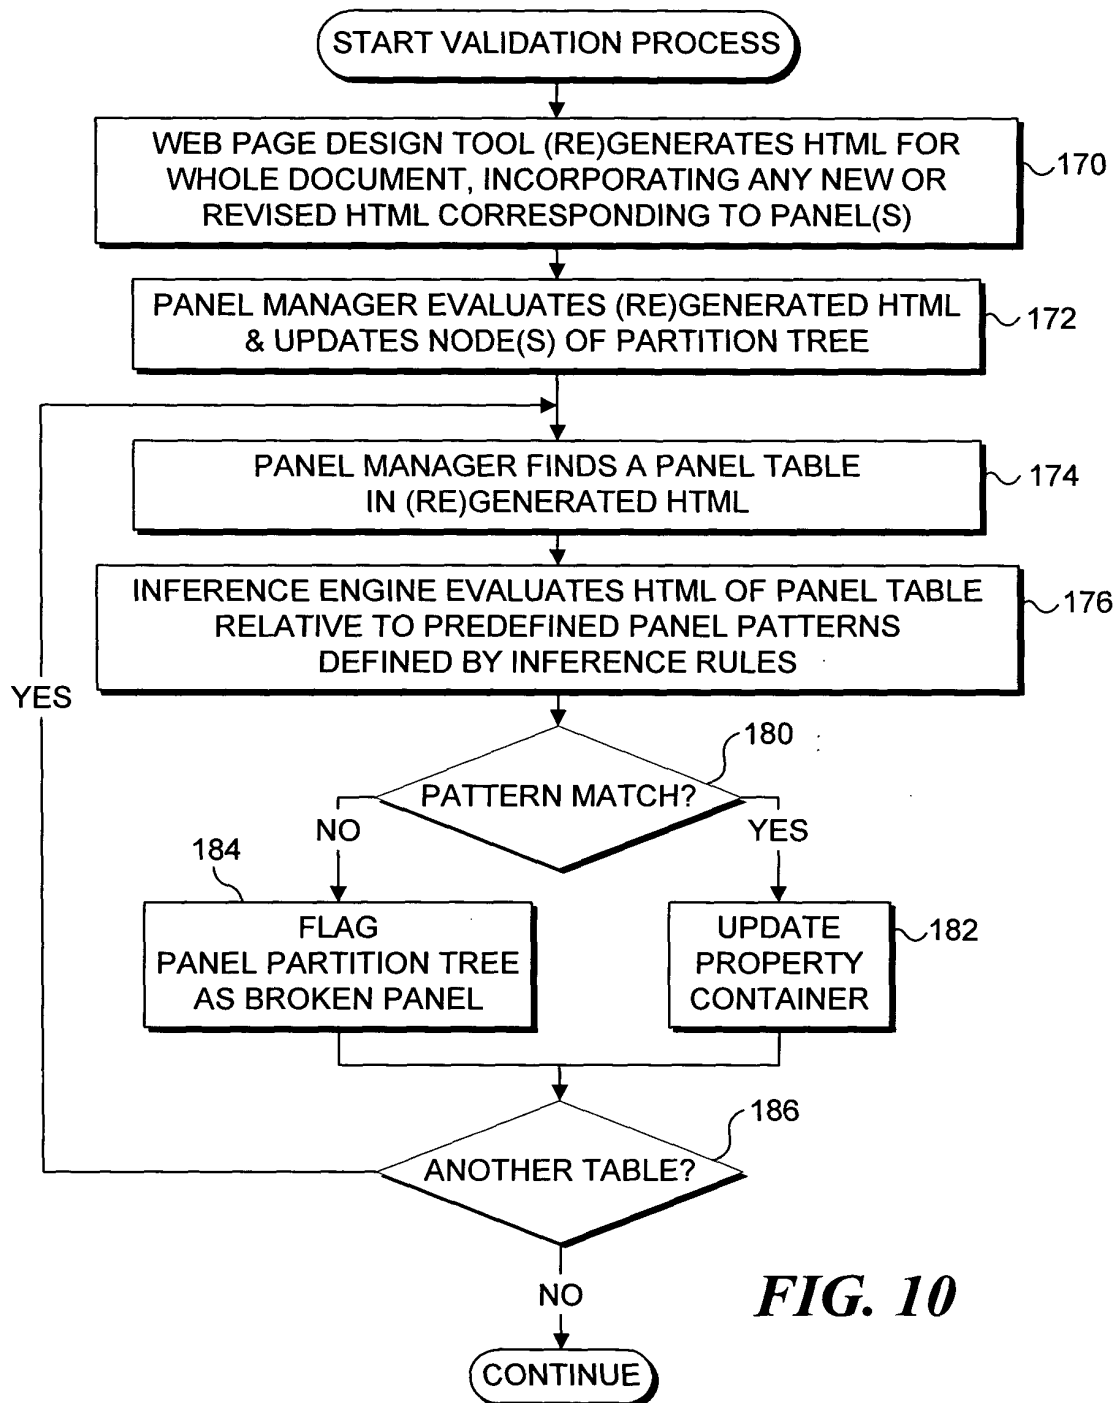 START VALIDATION PROCESS
WEB PAGE DESIGN TOOL (RE)GENERATES HTML FOR
WHOLE DOCUMENT, INCORPORATING ANY NEW OR
REVISED HTML CORRESPONDING TO PANEL(S)
170
PANEL MANAGER EVALUATES (RE)GENERATED HTML
& UPDATES NODE(S) OF PARTITION TREE
172
PANEL MANAGER FINDS A PANEL TABLE
IN (RE)GENERATED HTML
174
INFERENCE ENGINE EVALUATES HTML OF PANEL TABLE
RELATIVE TO PREDEFINED PANEL PATTERNS
DEFINED BY INFERENCE RULES
176
YES
180
PATTERN MATCH?
NO
YES
184
FLAG
PANEL PARTITION TREE
AS BROKEN PANEL
UPDATE
PROPERTY
CONTAINER
182
186
ANOTHER TABLE?
NO
FIG. 10
CONTINUE